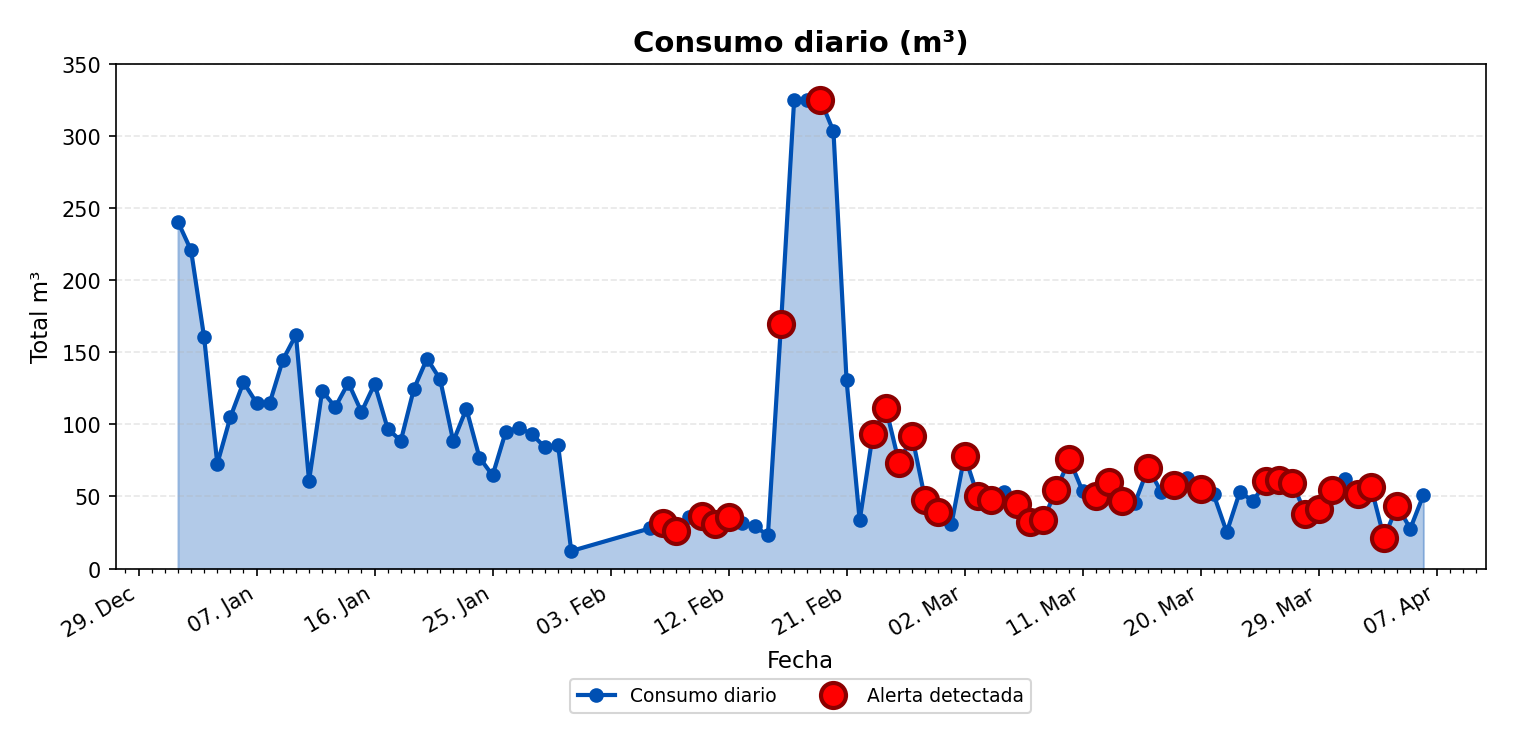 Consumo diario (m³)
350
300
250
200
150
100
50
0
Total m³
29. Dec
07. Jan
16. Jan
25. Jan
03. Feb
12. Feb
21. Feb
02. Mar
11. Mar
20. Mar
29. Mar
07. Apr
Fecha
Consumo diario
Alerta detectada